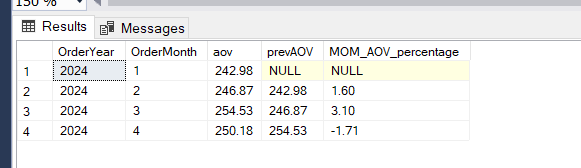 150 %
Results Messages
OrderYear OrderMonth aov prevAOV MOM_AOV_percentage
1 2024 1 242.98 NULL NULL
2 2024 2 246.87 242.98 1.60
3 2024 3 254.53 246.87 3.10
4 2024 4 250.18 254.53 -1.71